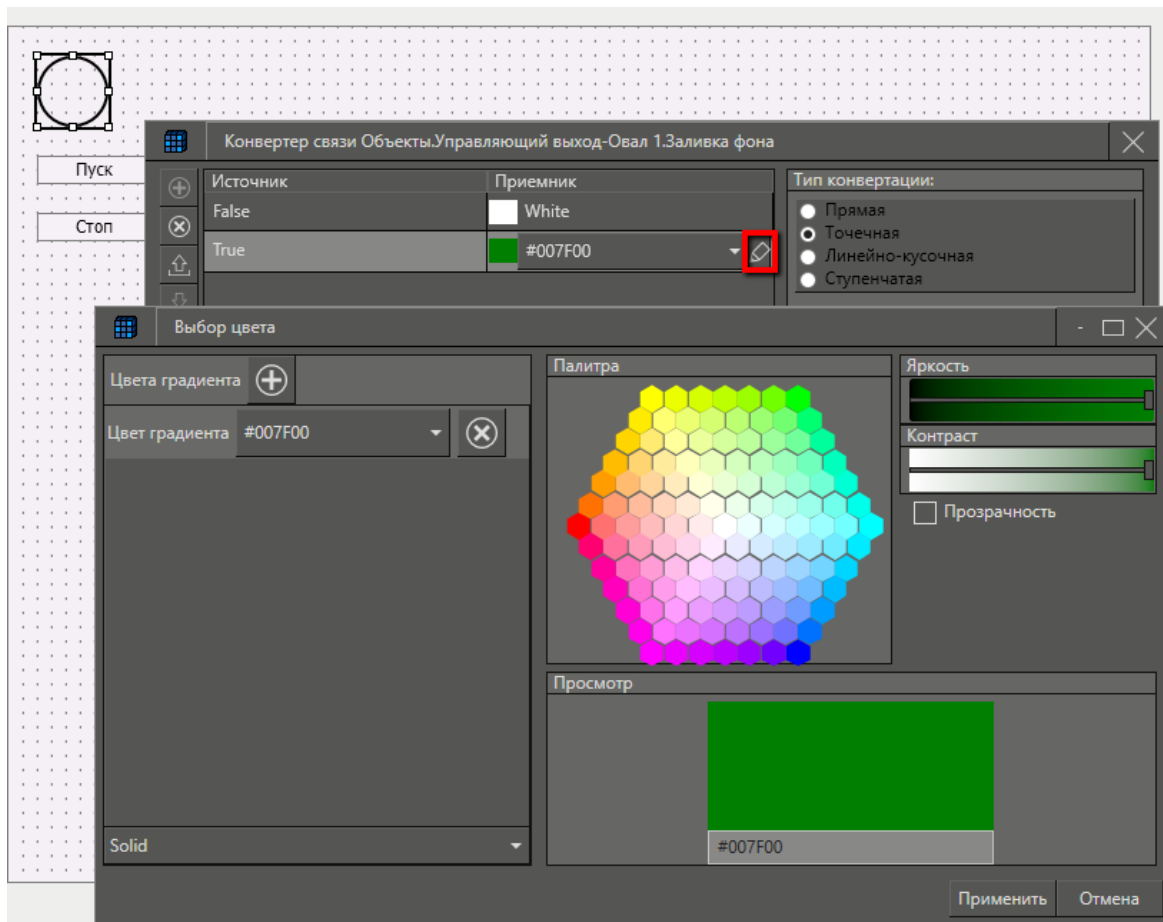 Конвертер связи Объекты.Управляющий выход-Овал 1.Заливка фона
Пуск
Стоп
Источник Приемник
False White
True #007F00
Тип конвертации:
Прямая
Точечная
Линейно-кусочная
Ступенчатая
Выбор цвета
Цвета градиента
Цвет градиента #007F00
Solid
Палитра
Яркость
Контраст
Прозрачность
Просмотр
#007F00
Применить Отмена